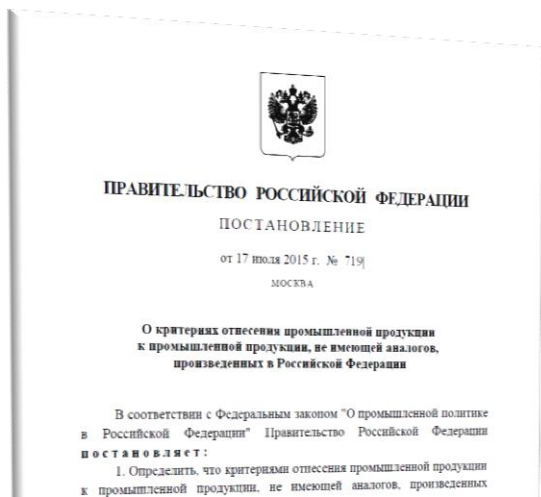 ПРАВИТЕЛЬСТВО РОССИЙСКОЙ ФЕДЕРАЦИИ
ПОСТАНОВЛЕНИЕ
от 17 июля 2015 г. № 719
МОСКВА
О критериях отнесения промышленной продукции
к промышленной продукции, не имеющей аналогов,
произведенных в Российской Федерации
В соответствии с Федеральным законом "О промышленной политике
в Российской Федерации" Правительство Российской Федерации
постановляет:
1. Определить, что критериями отнесения промышленной продукции
к промышленной продукции, не имеющей аналогов, произведенных